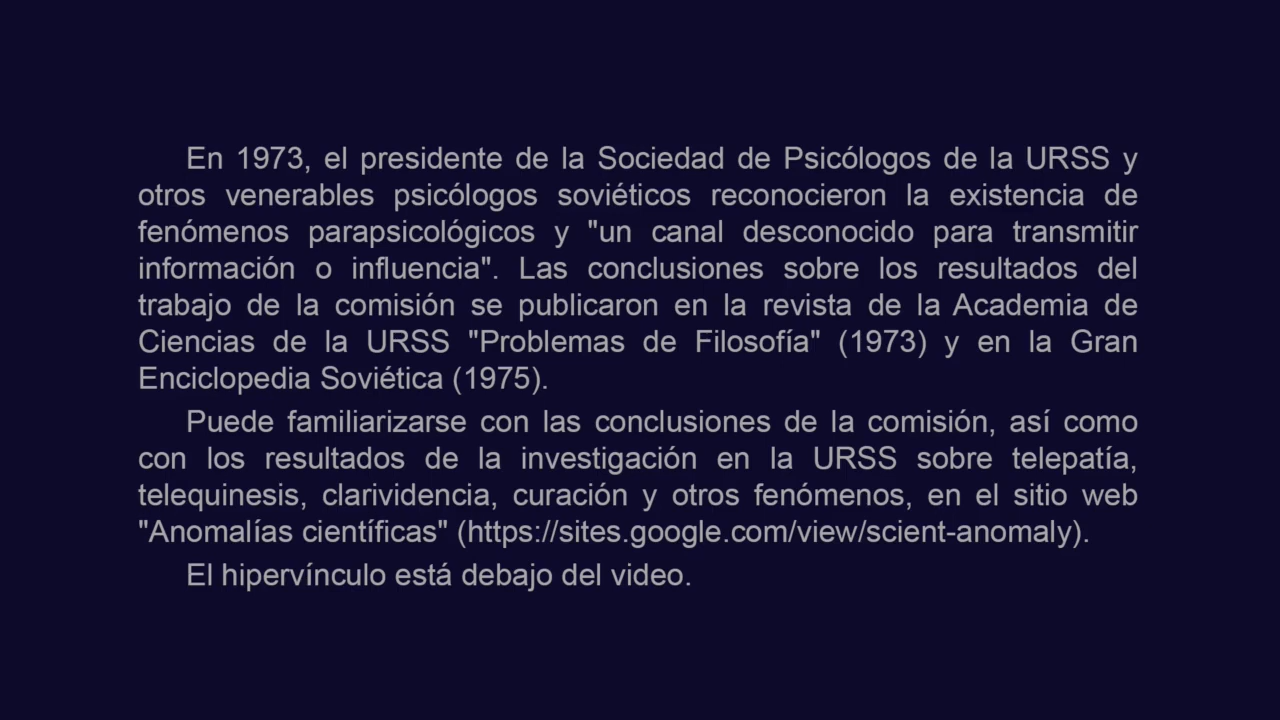 En 1973, el presidente de la Sociedad de Psicólogos de la URSS y
otros venerables psicólogos soviéticos reconocieron la existencia de
fenómenos parapsicológicos y "un canal desconocido para transmitir
información o influencia". Las conclusiones sobre los resultados del
trabajo de la comisión se publicaron en la revista de la Academia de
Ciencias de la URSS "Problemas de Filosofía" (1973) y en la Gran
Enciclopedia Soviética (1975).
Puede familiarizarse con las conclusiones de la comisión, así como
con los resultados de la investigación en la URSS sobre telepatía,
telequinesis, clarividencia, curación y otros fenómenos, en el sitio web
"Anomalías científicas" (https://sites.google.com/view/scient-anomaly).
El hipervínculo está debajo del video.